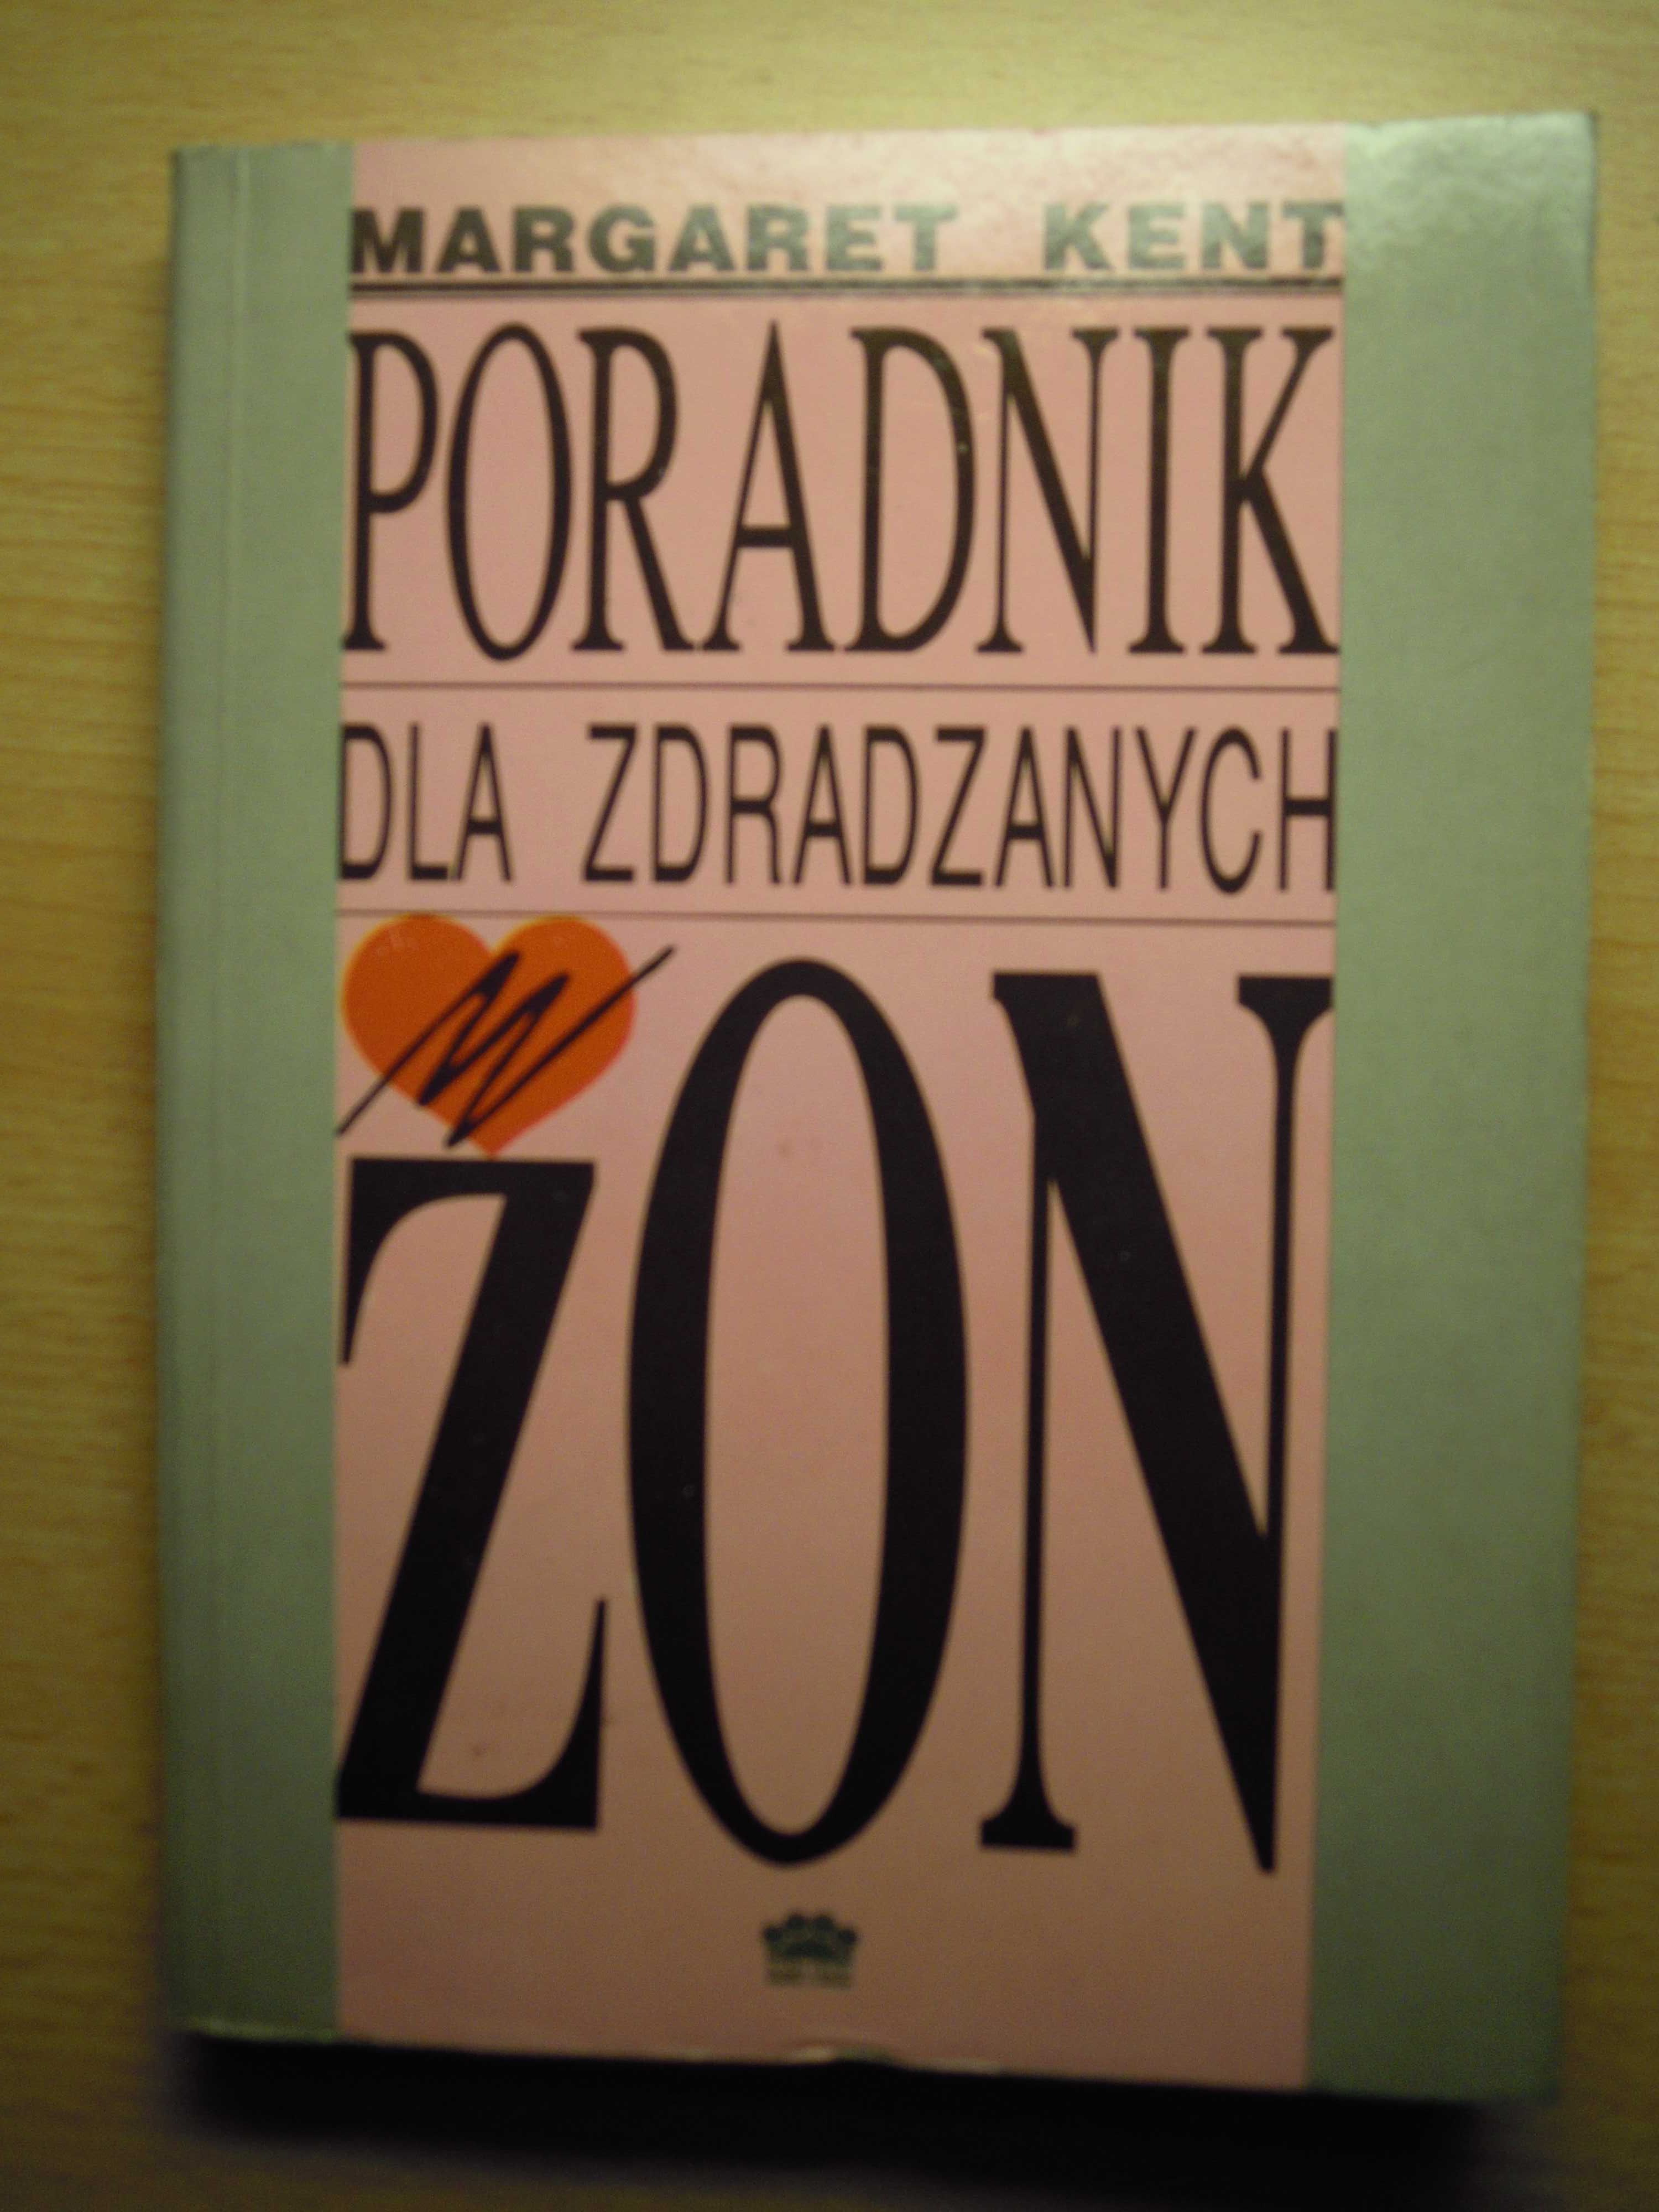 MARGARET KENT
PORADNIK
DLA ZDRADZANYCH
ŻON